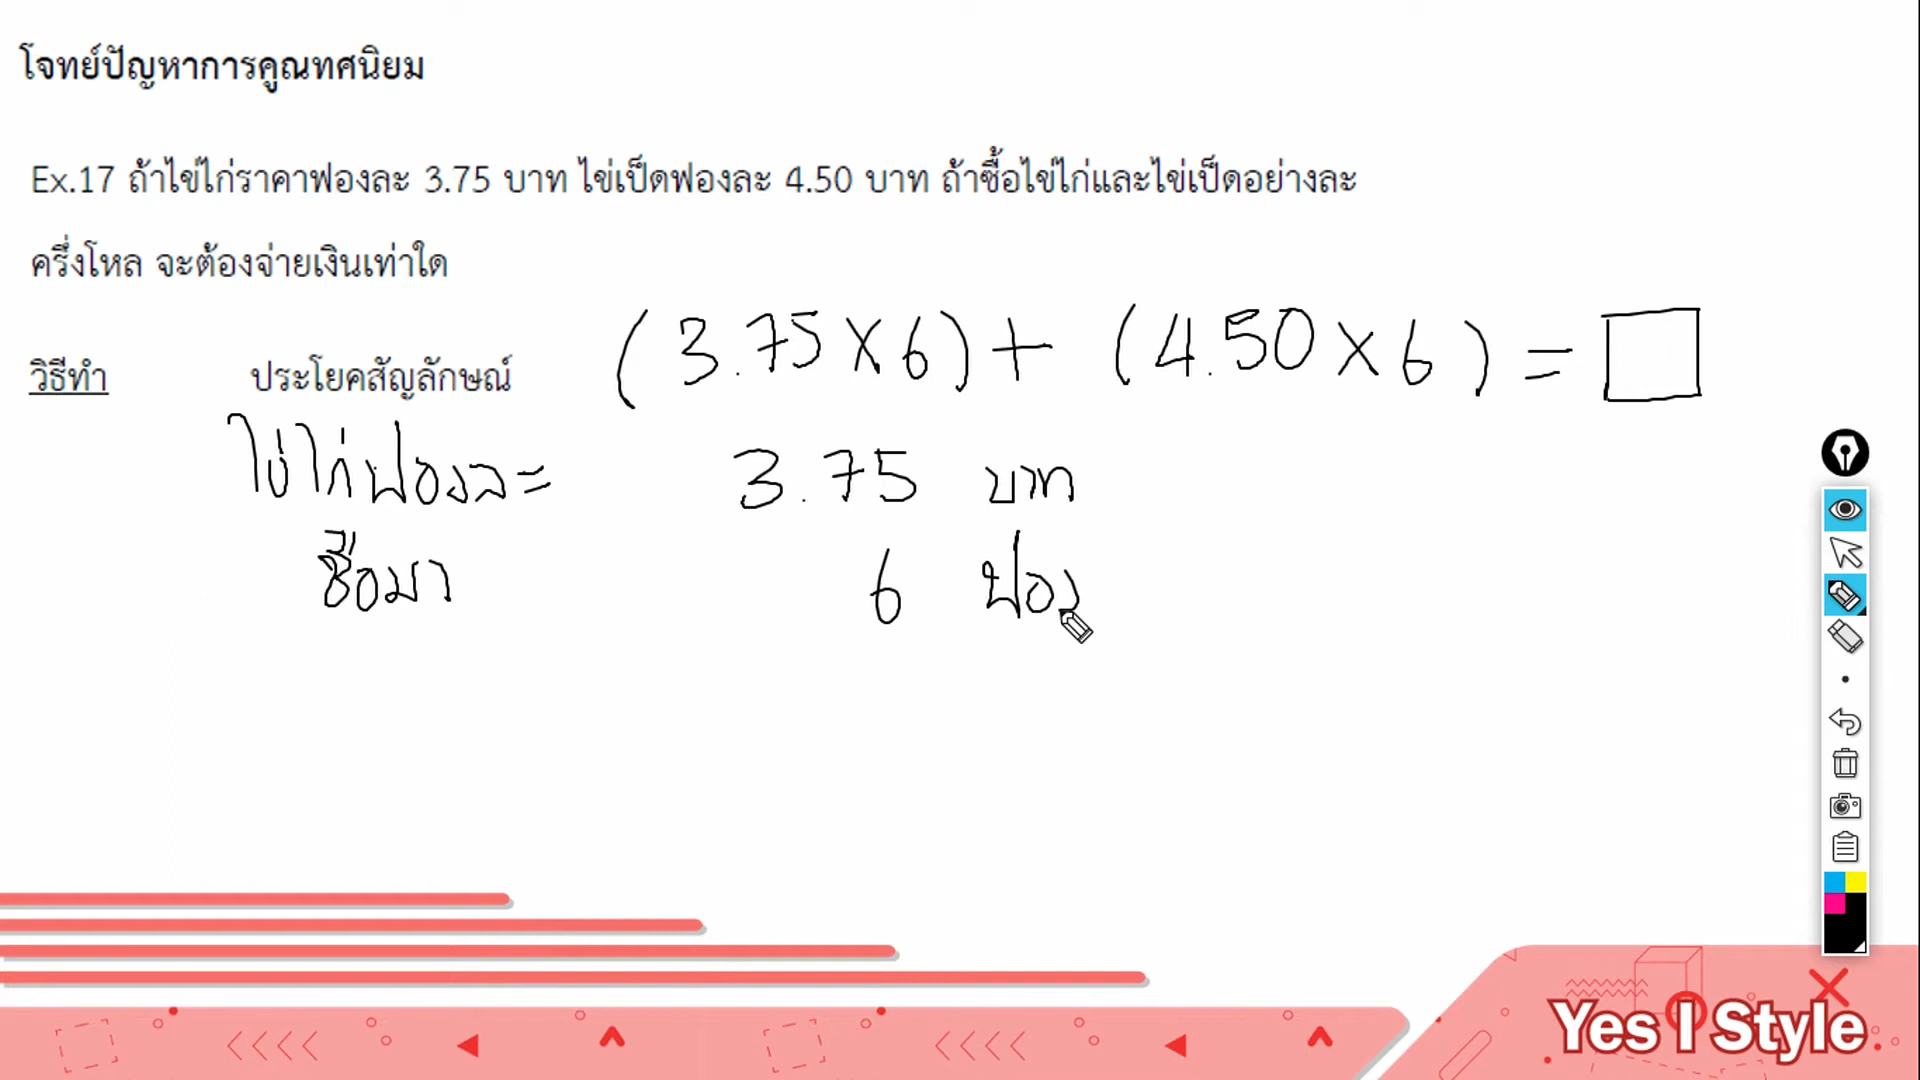 โจทย์ปัญหาการคูณทศนิยม
Ex.17 ถ้าไข่ไก่ราคาฟองละ 3.75 บาท ไข่เป็ดฟองละ 4.50 บาท ถ้าซื้อไข่ไก่และไข่เป็ดอย่างละ
ครึ่งโหล จะต้องจ่ายเงินเท่าใด
วิธีทำ ประโยคสัญลักษณ์ (3.75 × 6) + (4.50 × 6) = □
ไข่ไก่ฟองละ 3.75 บาท
ซื้อมา 6 ฟอง
Yes I Style